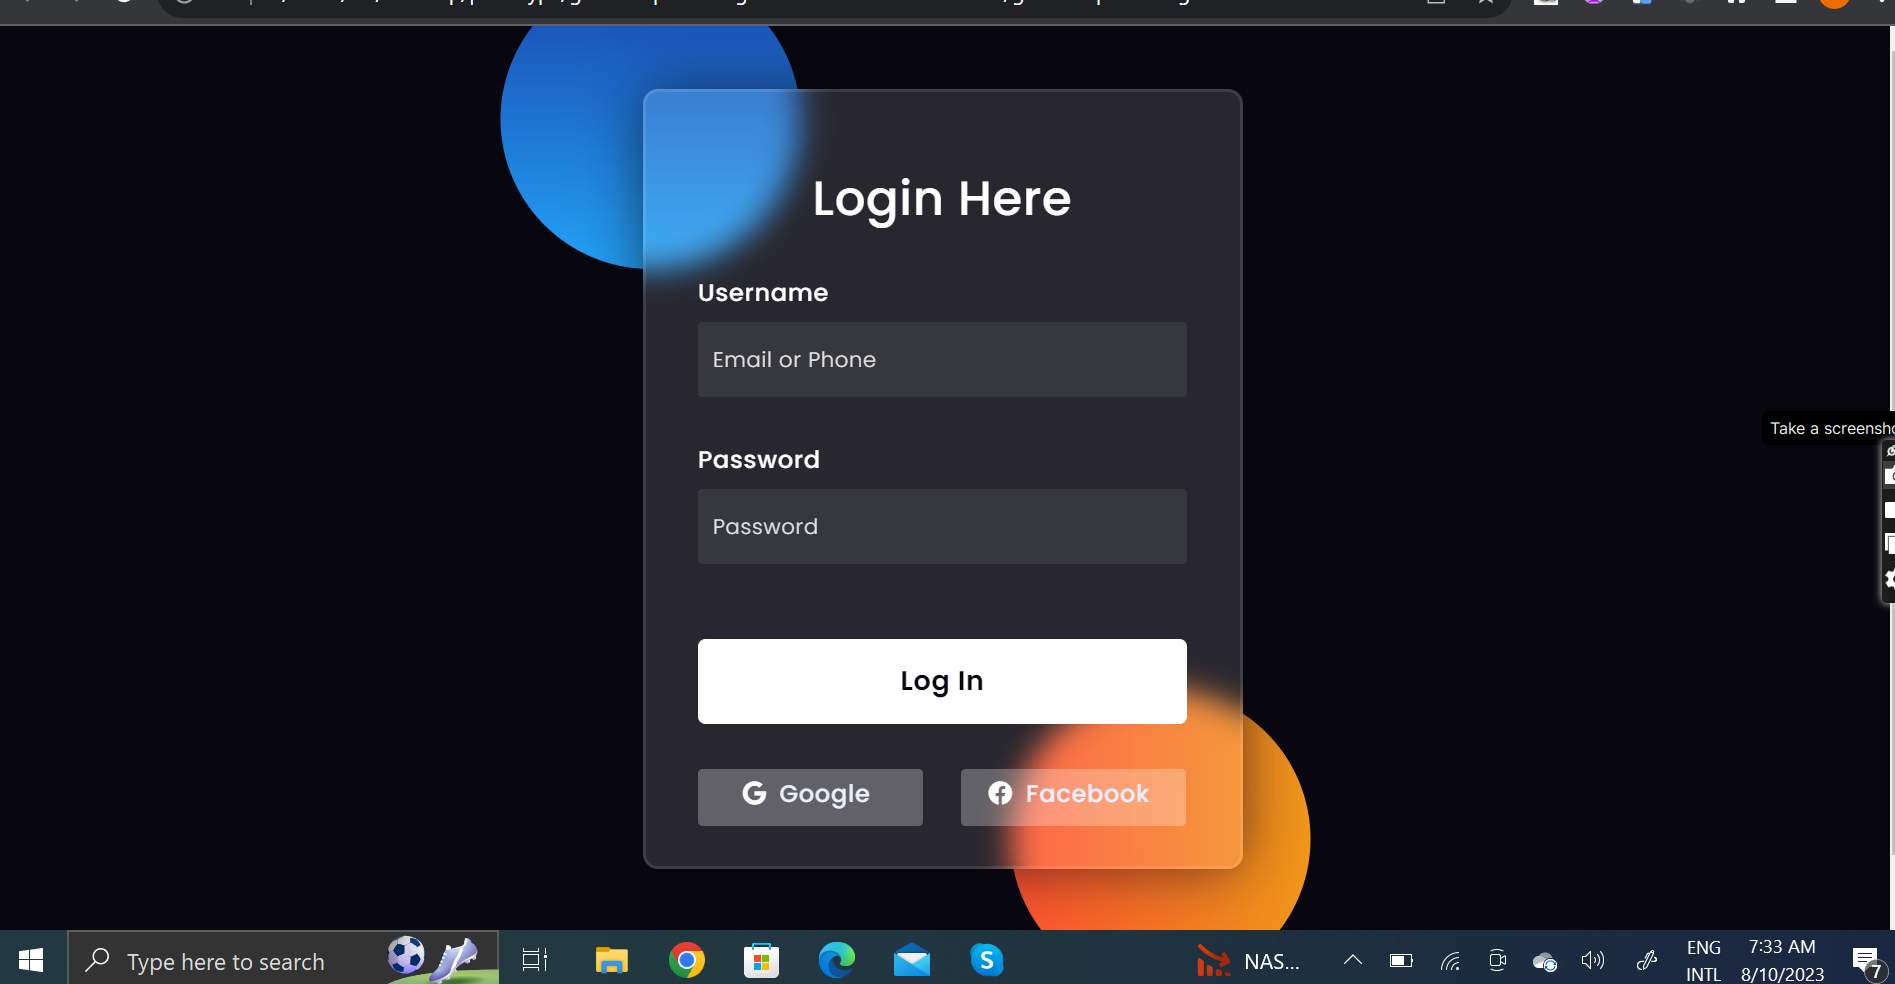 Login Here
Username
Email or Phone
Password
Password
Take a
Log In
Google
Facebook
Type here to search
NAS...
ENG
INTL
7:33 AM
8/10/2023
7